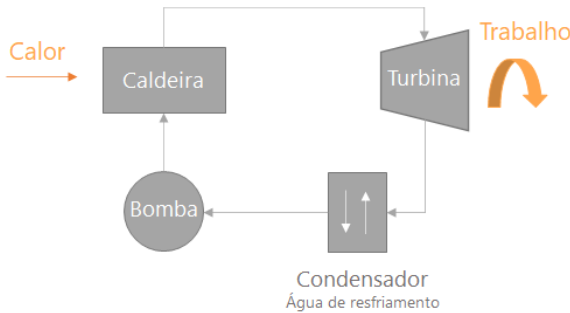 Calor
Caldeira
Turbina
Trabalho
Bomba
Condensador
Água de resfriamento